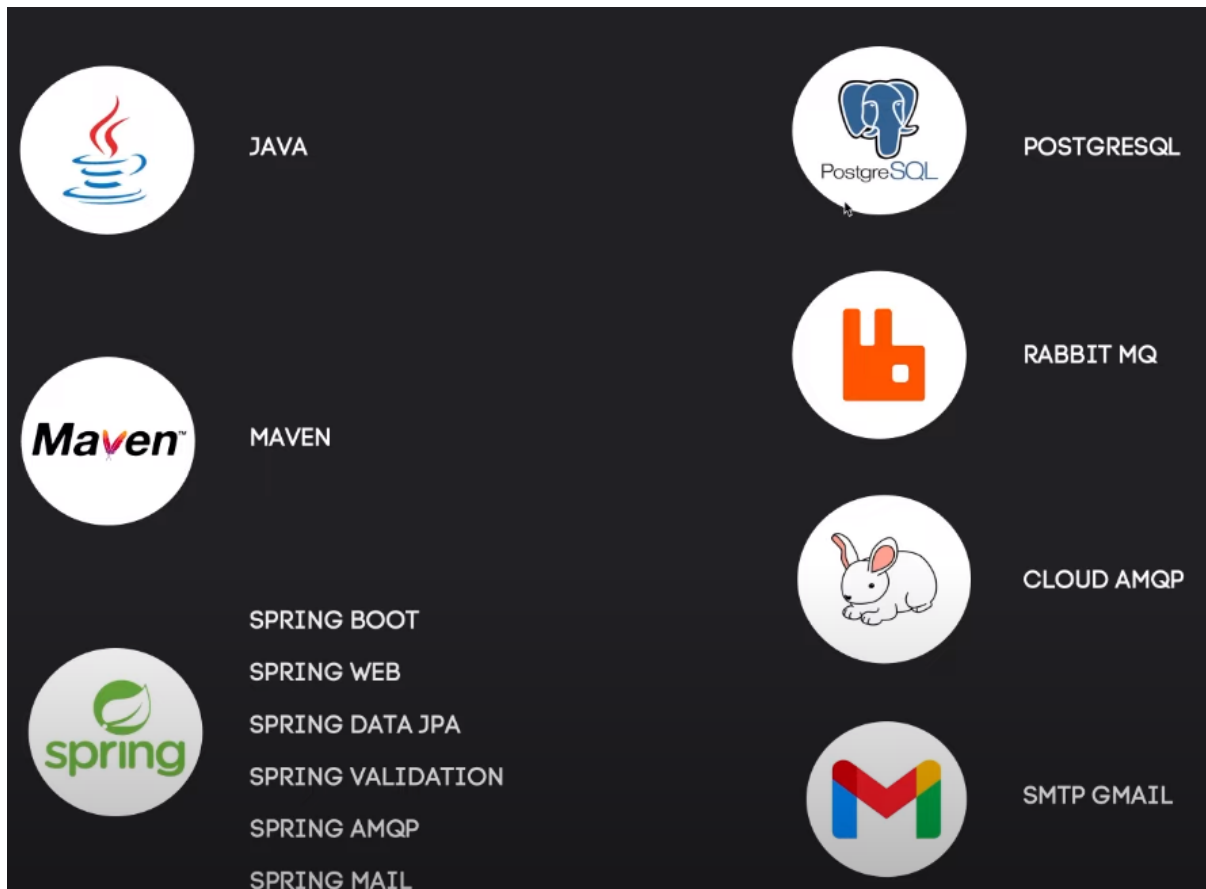 JAVA
Maven™
MAVEN
spring
SPRING BOOT
SPRING WEB
SPRING DATA JPA
SPRING VALIDATION
SPRING AMQP
SPRING MAIL
PostgreSQL
POSTGRESQL
RABBIT MQ
CLOUD AMQP
SMTP GMAIL